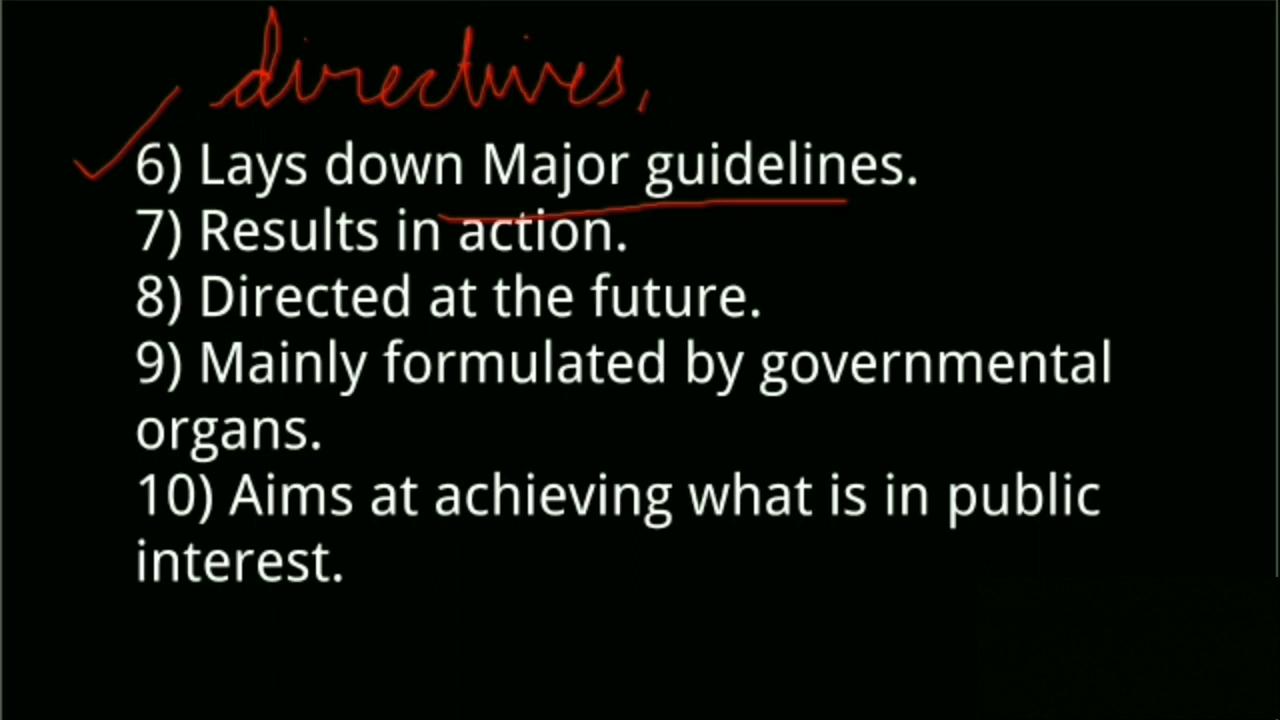 directives,
6) Lays down Major guidelines.
7) Results in action.
8) Directed at the future.
9) Mainly formulated by governmental
organs.
10) Aims at achieving what is in public
interest.